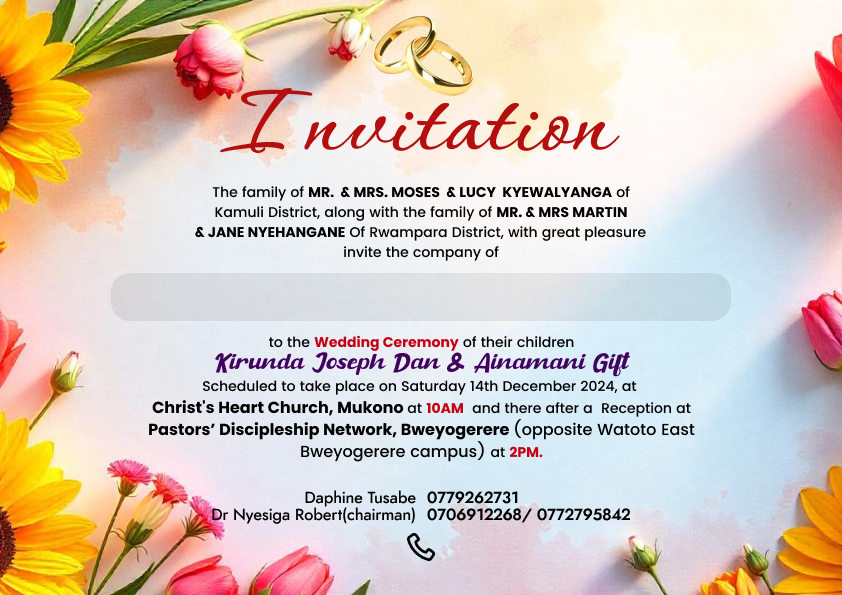 Invitation
The family of MR. & MRS. MOSES & LUCY KYEWALYANGA of
Kamuli District, along with the family of MR. & MRS MARTIN
& JANE NYEHANGANE Of Rwampara District, with great pleasure
invite the company of
to the Wedding Ceremony of their children
Kirunda Joseph Dan & Ainamani Gift
Scheduled to take place on Saturday 14th December 2024, at
Christ's Heart Church, Mukono at 10AM and there after a Reception at
Pastors’ Discipleship Network, Bweyogerere (opposite Watoto East
Bweyogerere campus) at 2PM.
Daphine Tusabe 0779262731
Dr Nyesiga Robert(chairman) 0706912268/ 0772795842